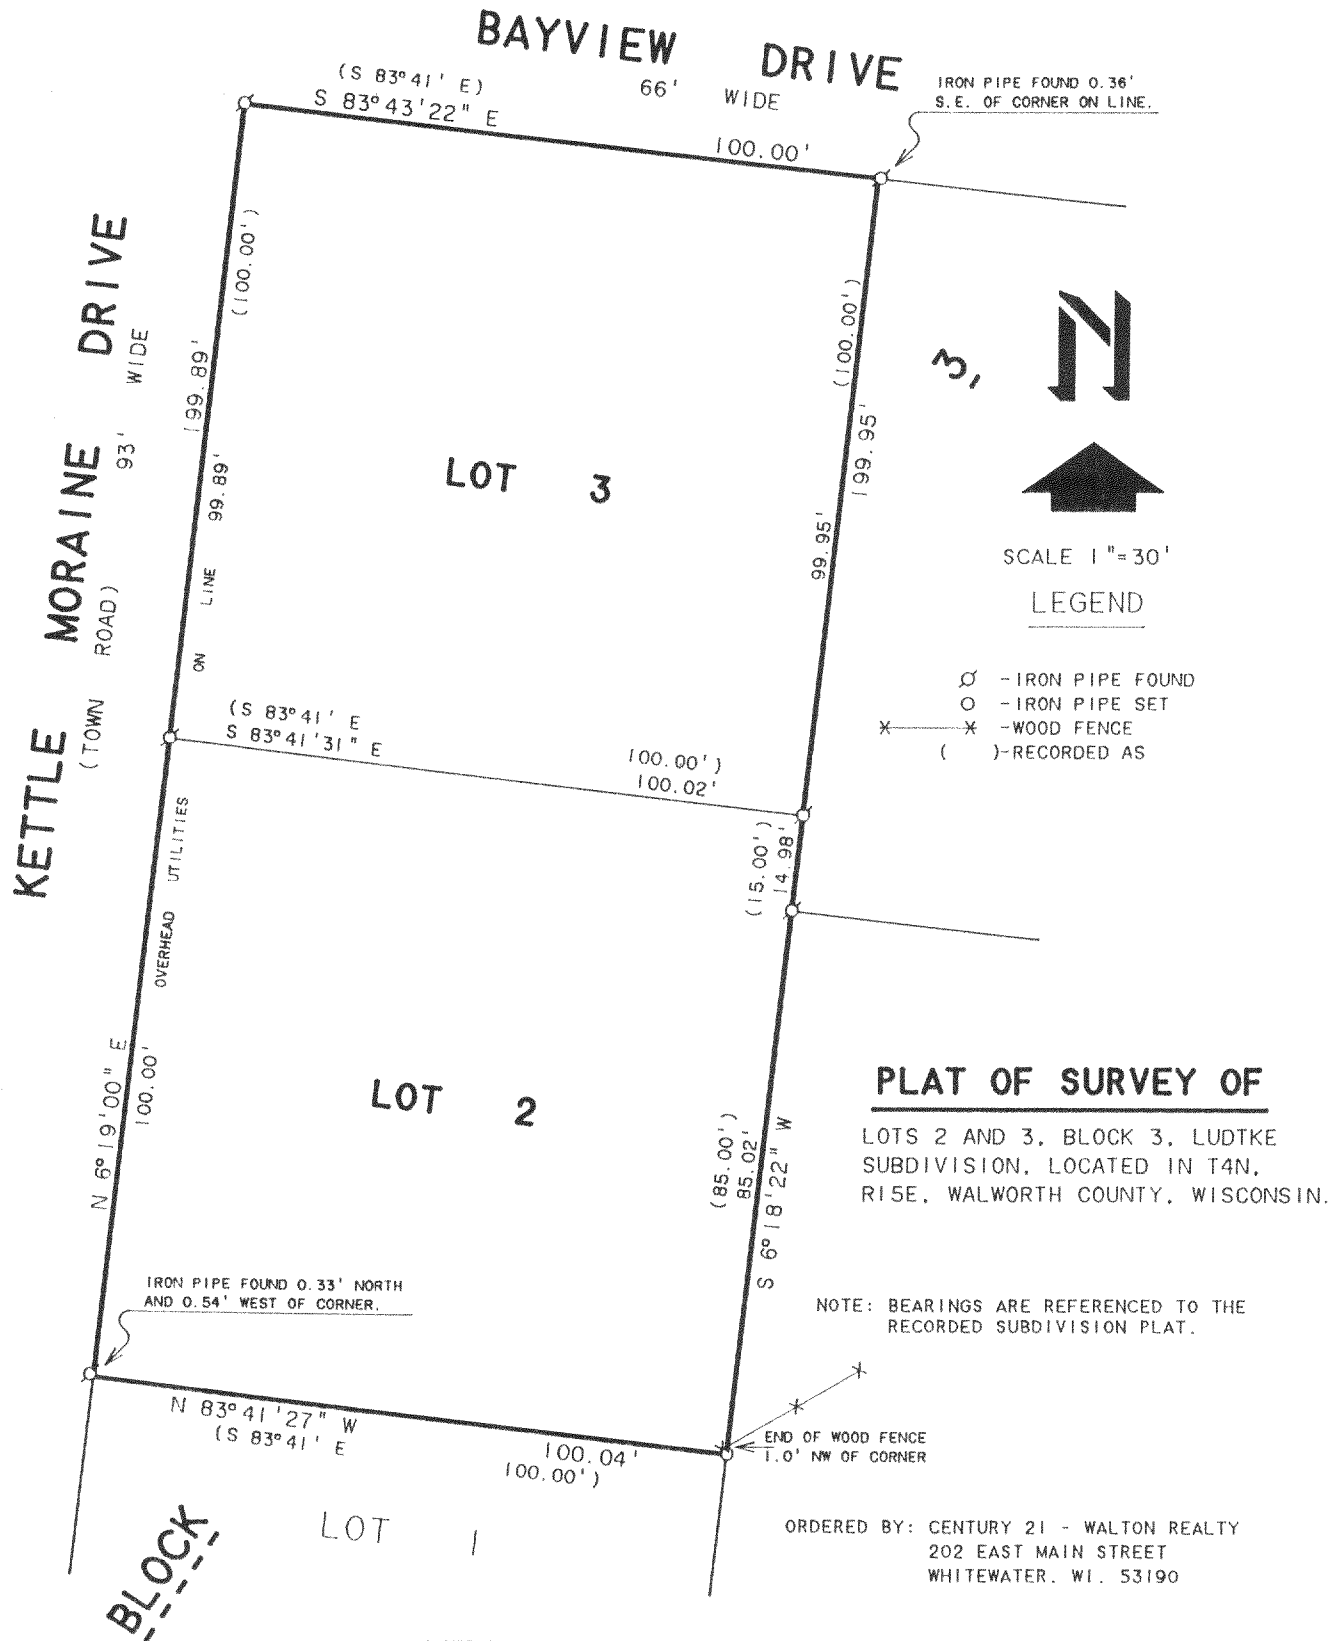 BAYVIEW DRIVE
66' WIDE
(S 83°41' E)
S 83°43'22" E
100.00'
IRON PIPE FOUND 0.36'
S.E. OF CORNER ON LINE.
KETTLE MORAINE DRIVE
(TOWN ROAD)
93' WIDE
(100.00')
199.89'
99.89'
OVERHEAD UTILITIES ON LINE
LOT 3
(100.00')
199.95'
99.95'
3,
N
SCALE 1"=30'
LEGEND
-IRON PIPE FOUND
-IRON PIPE SET
-WOOD FENCE
( )-RECORDED AS
(S 83°41' E 100.00')
S 83°41'31" E 100.02'
(15.00')
14.98'
N 6°19'00" E
100.00'
LOT 2
(85.00')
85.02'
S 6°18'22" W
PLAT OF SURVEY OF
LOTS 2 AND 3, BLOCK 3, LUDTKE
SUBDIVISION, LOCATED IN T4N,
R15E, WALWORTH COUNTY, WISCONSIN.
IRON PIPE FOUND 0.33' NORTH
AND 0.54' WEST OF CORNER.
NOTE: BEARINGS ARE REFERENCED TO THE
RECORDED SUBDIVISION PLAT.
N 83°41'27" W 100.04'
(S 83°41' E 100.00')
END OF WOOD FENCE
1.0' NW OF CORNER
LOT 1
BLOCK
ORDERED BY: CENTURY 21 - WALTON REALTY
202 EAST MAIN STREET
WHITEWATER, WI. 53190